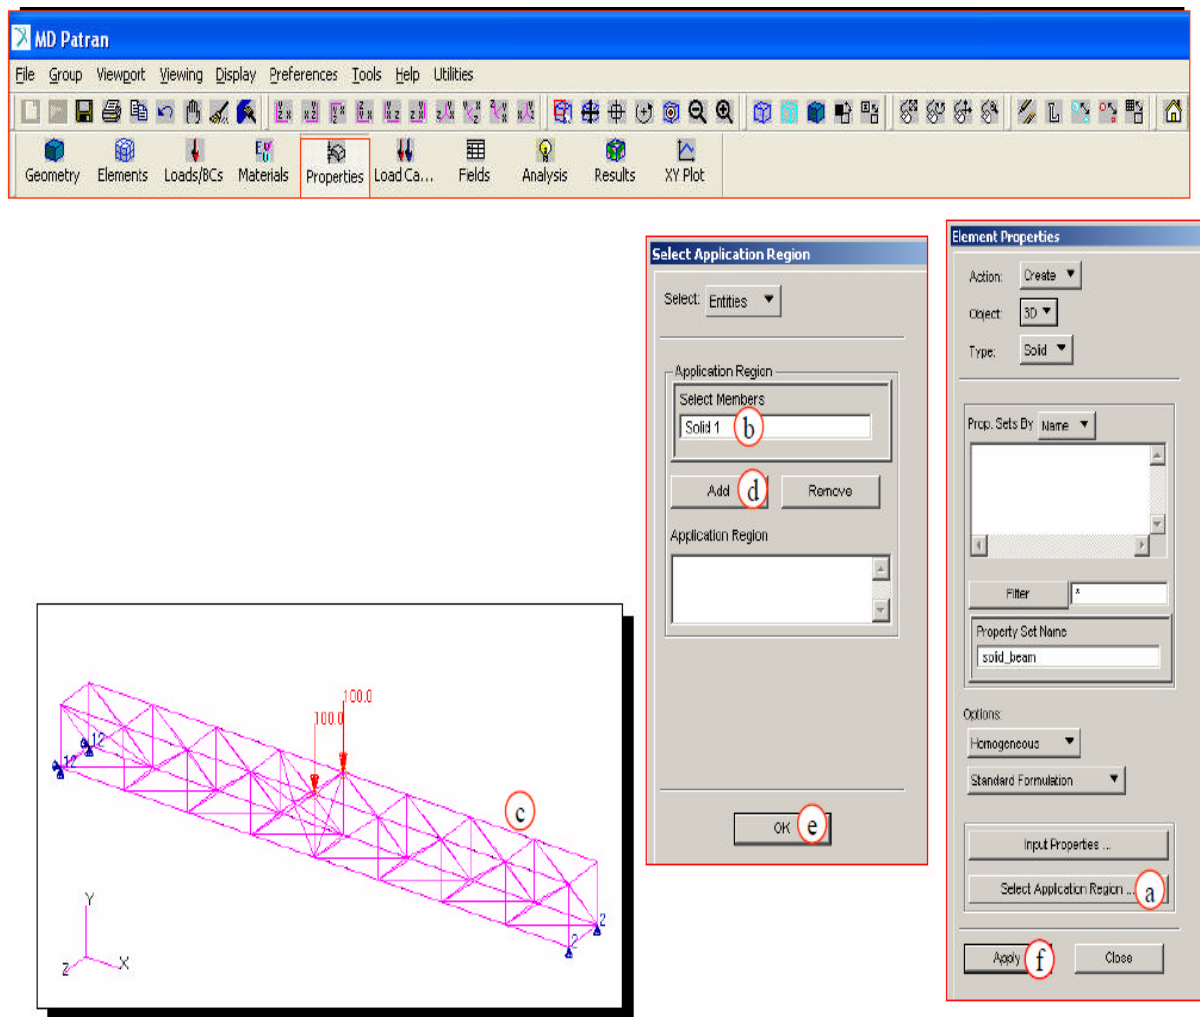 MD Patran
File Group Viewport Viewing Display Preferences Tools Help Utilities
Geometry Elements Loads/BCs Materials Properties Load Ca... Fields Analysis Results XY Plot
Select Application Region
Select: Entities
Application Region
Select Members
Solid 1 b
Add d Remove
Application Region
OK e
Element Properties
Action: Create
Object: 3D
Type: Solid
Prop. Sets By Name
Filter *
Property Set Name
solid_beam
Options:
Homogeneous
Standard Formulation
Input Properties ...
Select Application Region ... a
Apply f Close
100.0
100.0
12
12
c
2
2
Y
Z X